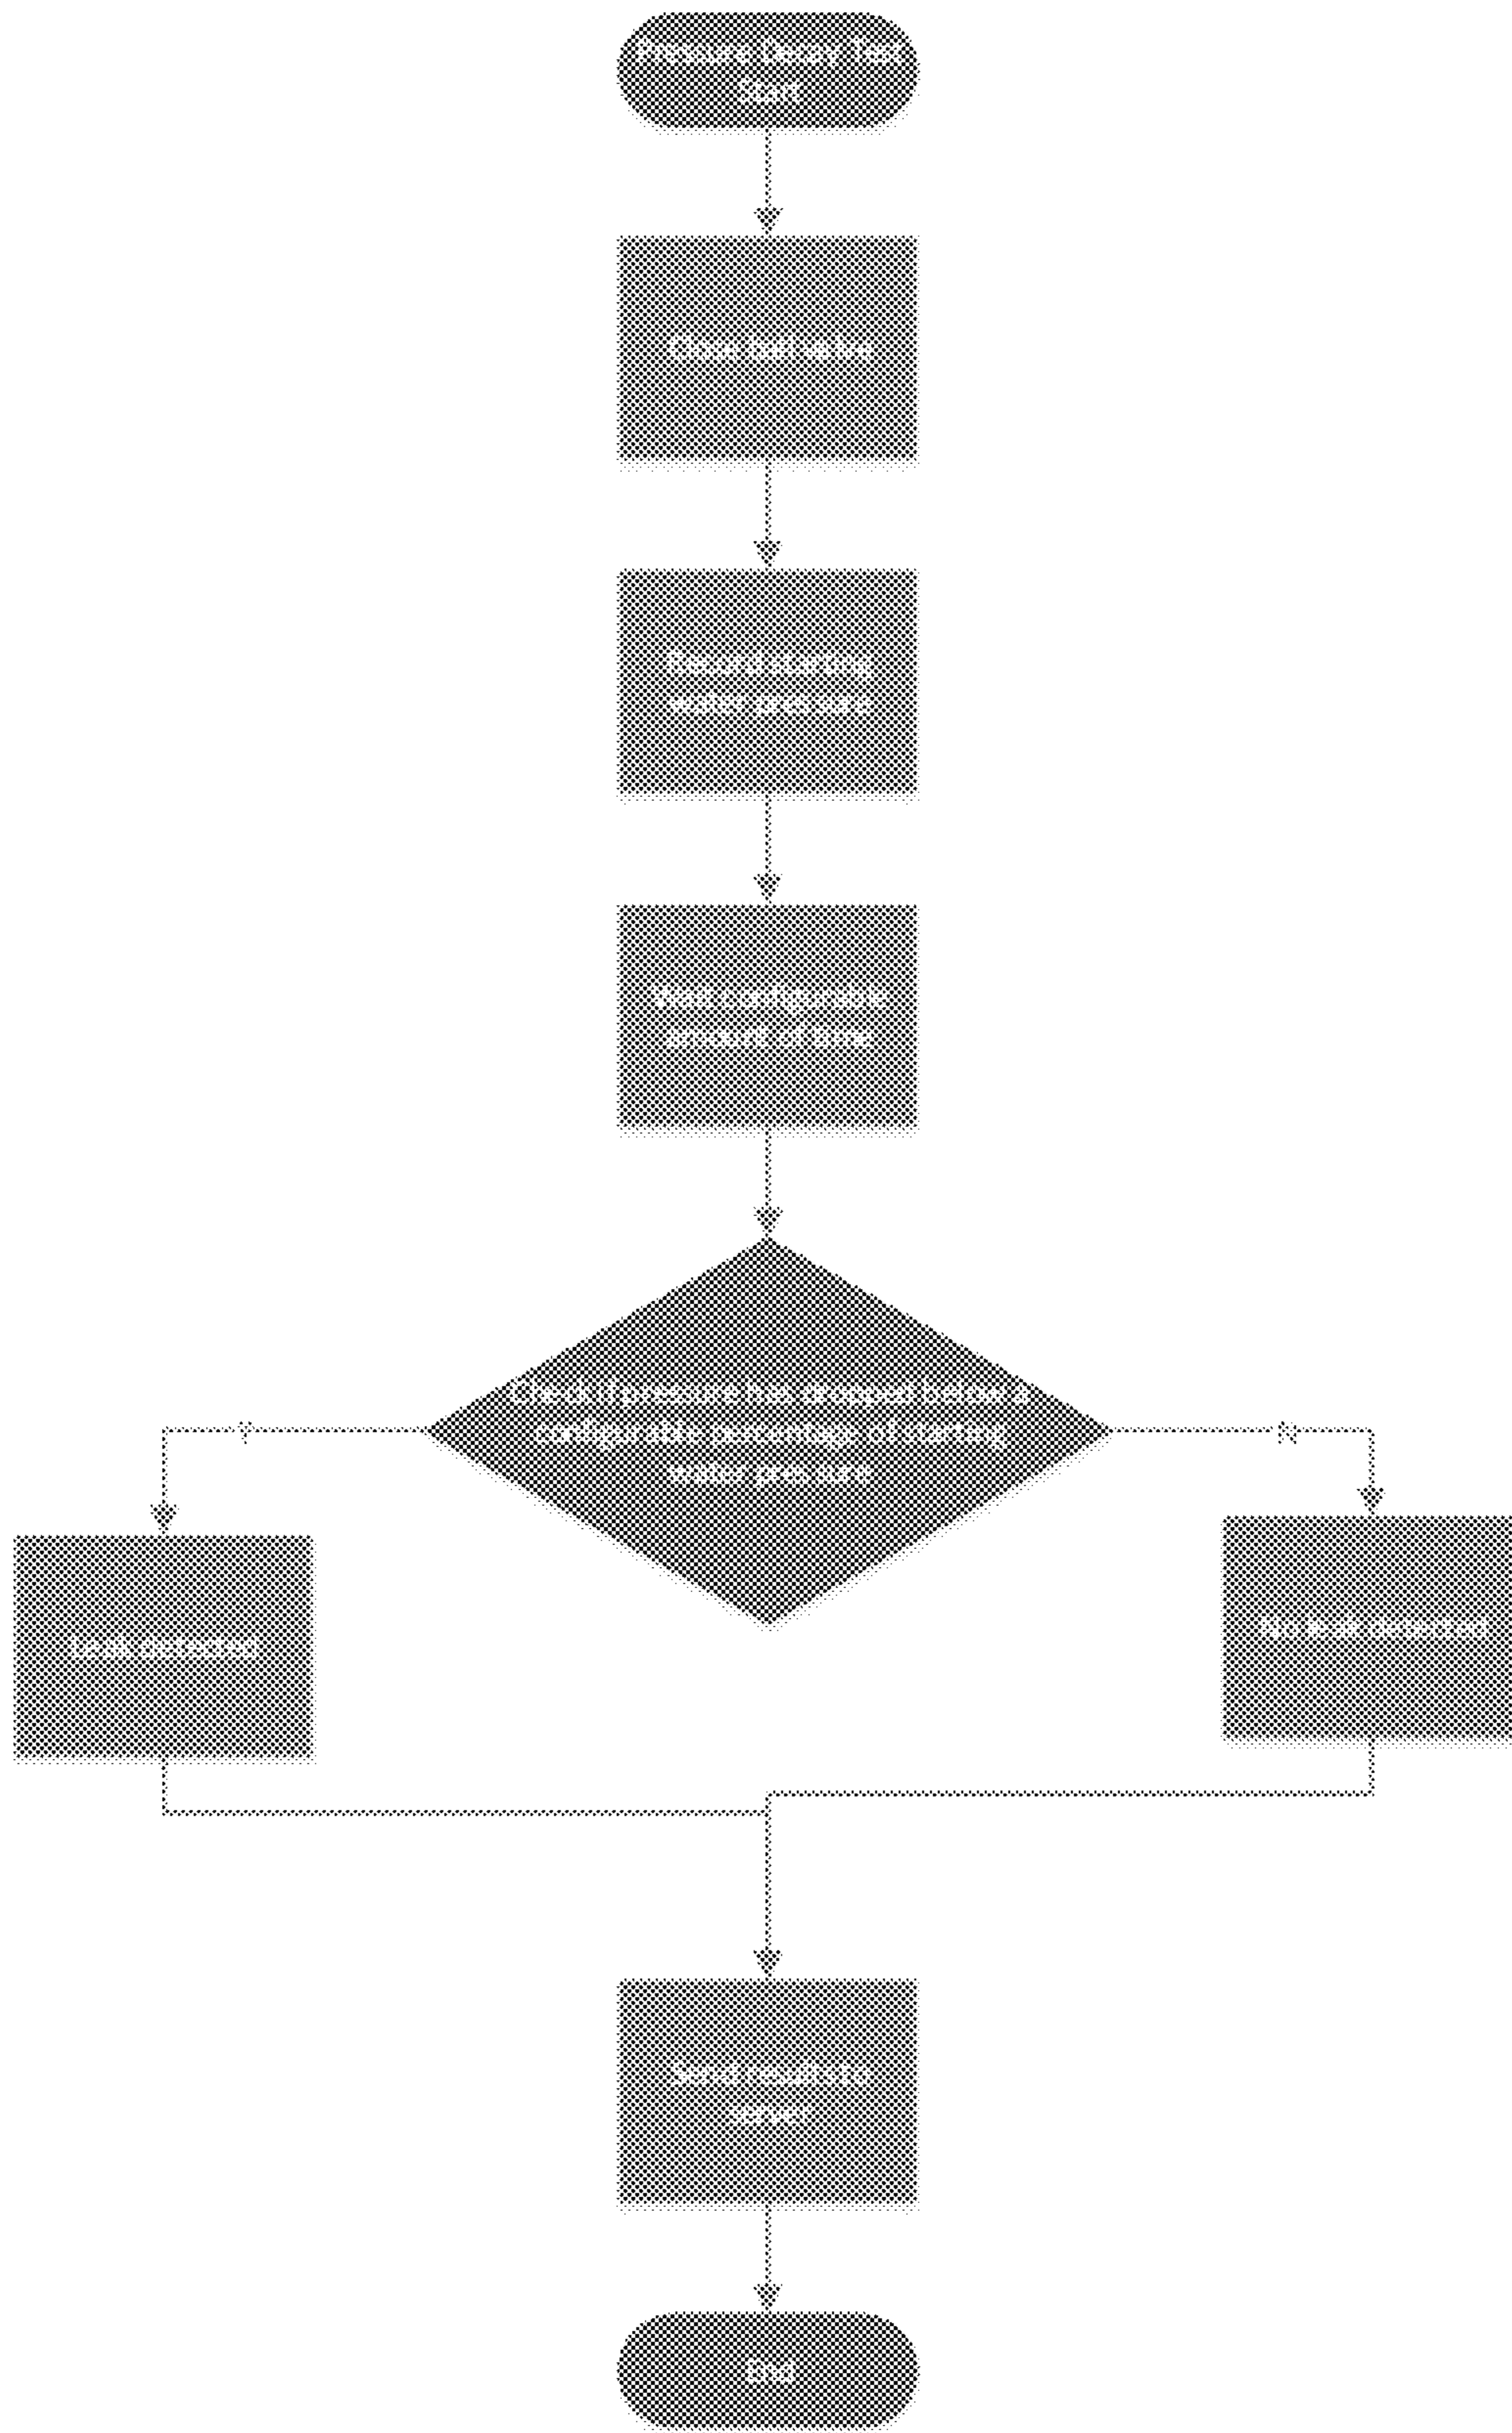 Pressure Decay Test
Start
Close ball valve
Record starting
water pressure
Wait configurable
amount of time
Check if pressure has dropped below a
configurable percentage of starting
water pressure
Y
N
Leak detected
No leak detected
Send results to
server
End